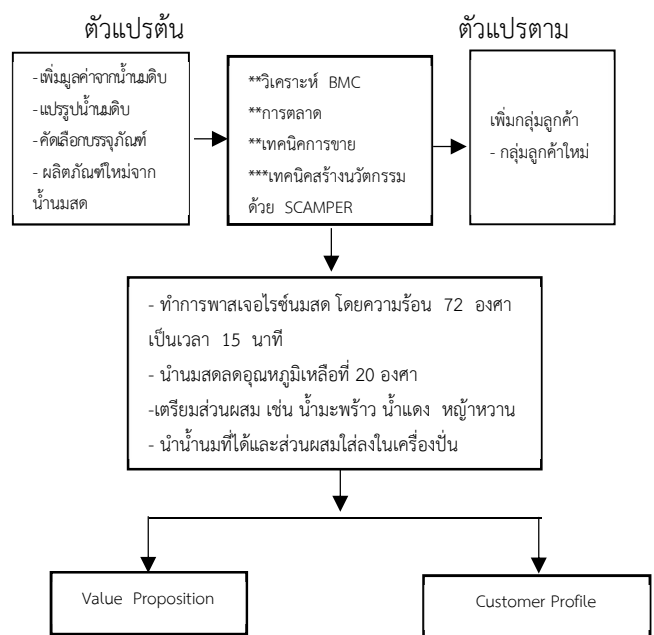 ตัวแปรต้น
ตัวแปรตาม
-เพิ่มมูลค่าจากน้ำนมดิบ
-แปรรูปน้ำนมดิบ
-คัดเลือกบรรจุภัณฑ์
- ผลิตภัณฑ์ใหม่จาก
น้ำนมสด
**วิเคราะห์ BMC
**การตลาด
**เทคนิคการขาย
***เทคนิคสร้างนวัตกรรม
ด้วย SCAMPER
เพิ่มกลุ่มลูกค้า
- กลุ่มลูกค้าใหม่
- ทำการพาสเจอไรซ์นมสด โดยความร้อน 72 องศา
เป็นเวลา 15 นาที
- นำนมสดลดอุณหภูมิเหลือที่ 20 องศา
-เตรียมส่วนผสม เช่น น้ำมะพร้าว น้ำแดง หญ้าหวาน
- นำน้ำนมที่ได้และส่วนผสมใส่ลงในเครื่องปั่น
Value Proposition
Customer Profile